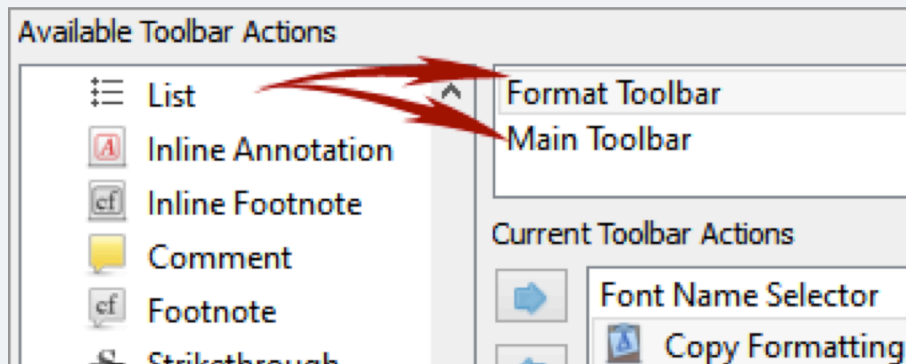 Available Toolbar Actions
List
Inline Annotation
Inline Footnote
Comment
Footnote
Strikethrough
Format Toolbar
Main Toolbar
Current Toolbar Actions
Font Name Selector
Copy Formatting